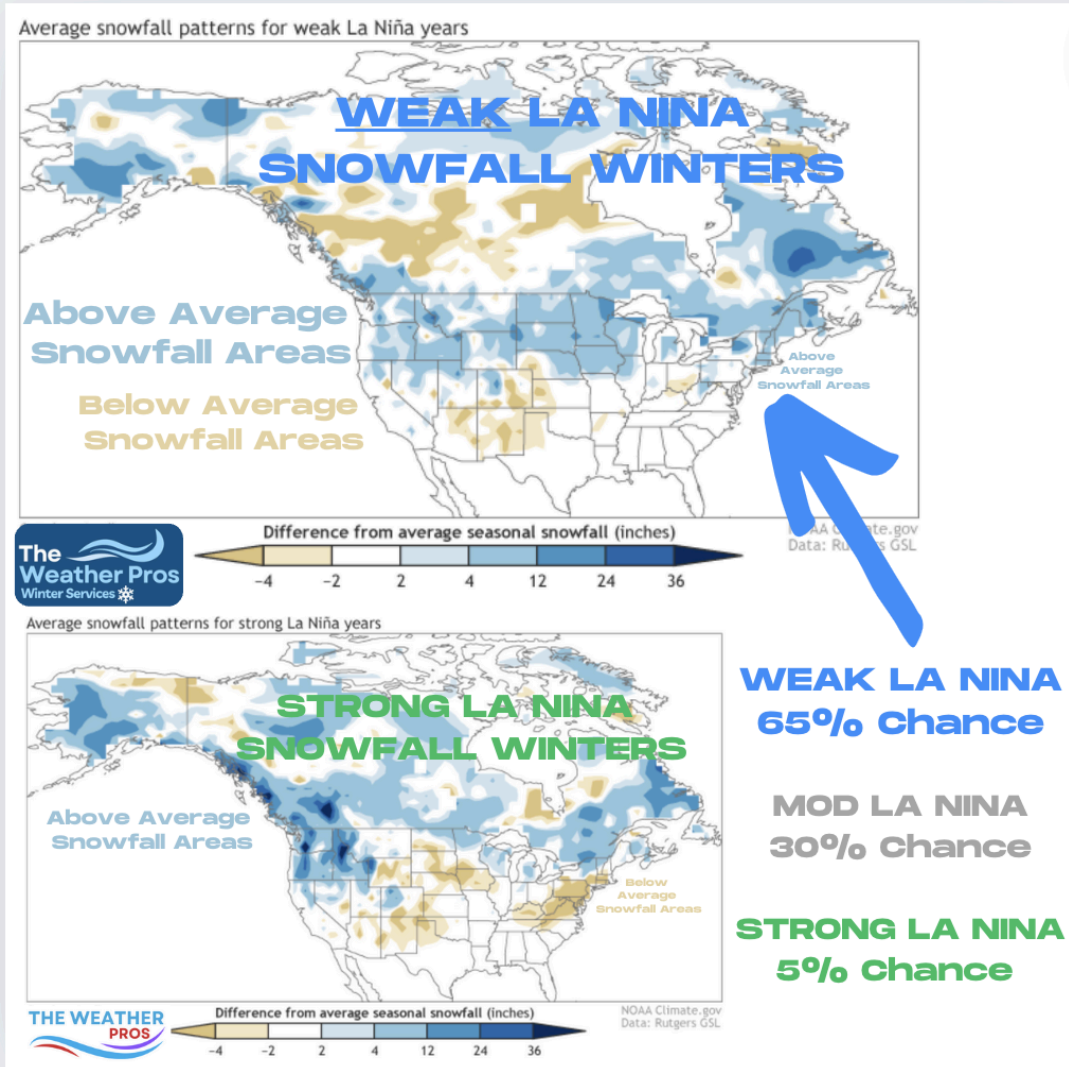 Average snowfall patterns for weak La Niña years
WEAK LA NINA
SNOWFALL WINTERS
Above Average
Snowfall Areas
Below Average
Snowfall Areas
Above
Average
Snowfall Areas
The
Weather Pros
Winter Services
Difference from average seasonal snowfall (inches)
-4 -2 2 4 12 24 36
Climate.gov
Data: Rutgers GSL
WEAK LA NINA
65% Chance
MOD LA NINA
30% Chance
STRONG LA NINA
5% Chance
Average snowfall patterns for strong La Niña years
STRONG LA NINA
SNOWFALL WINTERS
Above Average
Snowfall Areas
Below
Average
Snowfall Areas
THE WEATHER
PROS
Difference from average seasonal snowfall (inches)
-4 -2 2 4 12 24 36
NOAA Climate.gov
Data: Rutgers GSL